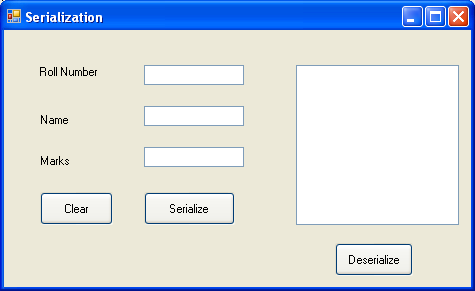 Serialization
Roll Number
Name
Marks
Clear
Serialize
Deserialize